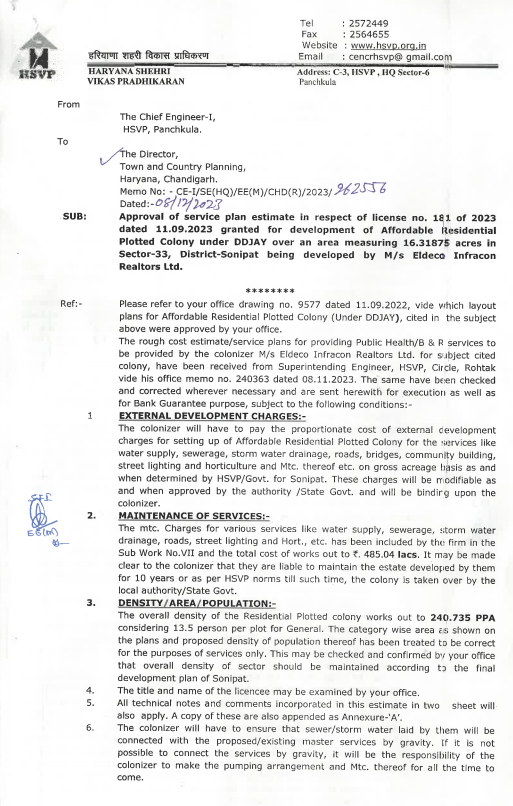 Tel : 2572449
Fax : 2564655
Website : www.hsvp.org.in
Email : cencrhsvp@ gmail.com
HSVP
हरियाणा शहरी विकास प्राधिकरण
HARYANA SHEHRI
VIKAS PRADHIKARAN
Address: C-3, HSVP , HQ Sector-6
Panchkula
From
The Chief Engineer-I,
HSVP, Panchkula.
To
The Director,
Town and Country Planning,
Haryana, Chandigarh.
Memo No: - CE-I/SE(HQ)/EE(M)/CHD(R)/2023/ 262556
Dated:-08/12/2023
SUB: Approval of service plan estimate in respect of license no. 181 of 2023
dated 11.09.2023 granted for development of Affordable Residential
Plotted Colony under DDJAY over an area measuring 16.31875 acres in
Sector-33, District-Sonipat being developed by M/s Eldeco Infracon
Realtors Ltd.
********
Ref:- Please refer to your office drawing no. 9577 dated 11.09.2022, vide which layout
plans for Affordable Residential Plotted Colony (Under DDJAY), cited in the subject
above were approved by your office.
The rough cost estimate/service plans for providing Public Health/B & R services to
be provided by the colonizer M/s Eldeco Infracon Realtors Ltd. for subject cited
colony, have been received from Superintending Engineer, HSVP, Circle, Rohtak
vide his office memo no. 240363 dated 08.11.2023. The same have been checked
and corrected wherever necessary and are sent herewith for execution as well as
for Bank Guarantee purpose, subject to the following conditions:-
1 EXTERNAL DEVELOPMENT CHARGES:-
The colonizer will have to pay the proportionate cost of external development
charges for setting up of Affordable Residential Plotted Colony for the services like
water supply, sewerage, storm water drainage, roads, bridges, community building,
street lighting and horticulture and Mtc. thereof etc. on gross acreage basis as and
when determined by HSVP/Govt. for Sonipat. These charges will be modifiable as
and when approved by the authority /State Govt. and will be binding upon the
colonizer.
2. MAINTENANCE OF SERVICES:-
The mtc. Charges for various services like water supply, sewerage, storm water
drainage, roads, street lighting and Hort., etc. has been included by the firm in the
Sub Work No.VII and the total cost of works out to ₹. 485.04 lacs. It may be made
clear to the colonizer that they are liable to maintain the estate developed by them
for 10 years or as per HSVP norms till such time, the colony is taken over by the
local authority/State Govt.
3. DENSITY/AREA/POPULATION:-
The overall density of the Residential Plotted colony works out to 240.735 PPA
considering 13.5 person per plot for General. The category wise area as shown on
the plans and proposed density of population thereof has been treated to be correct
for the purposes of services only. This may be checked and confirmed by your office
that overall density of sector should be maintained according to the final
development plan of Sonipat.
4. The title and name of the licencee may be examined by your office.
5. All technical notes and comments incorporated in this estimate in two sheet will
also apply. A copy of these are also appended as Annexure-'A'.
6. The colonizer will have to ensure that sewer/storm water laid by them will be
connected with the proposed/existing master services by gravity. If it is not
possible to connect the services by gravity, it will be the responsibility of the
colonizer to make the pumping arrangement and Mtc. thereof for all the time to
come.